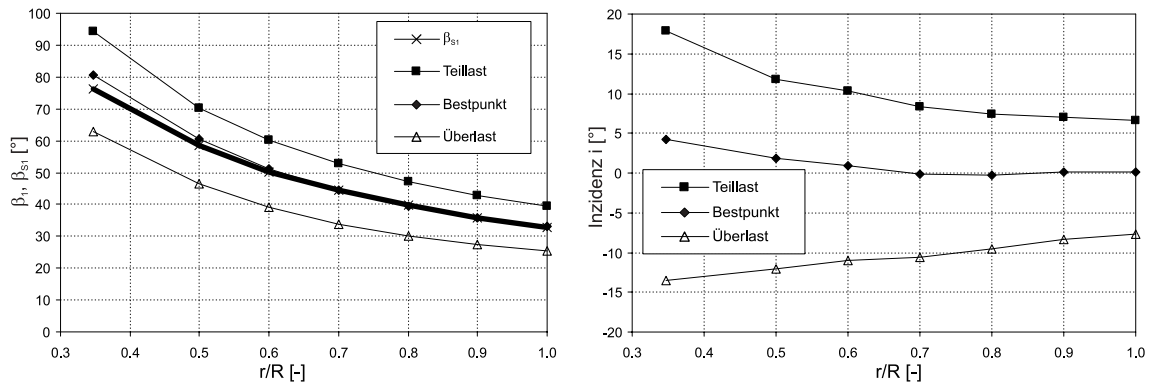 β₁, βS1 [°]
100
90
80
70
60
50
40
30
20
10
0
βS1
Teillast
Bestpunkt
Überlast
0.3 0.4 0.5 0.6 0.7 0.8 0.9 1.0
r/R [-]
Inzidenz i [°]
20
15
10
5
0
-5
-10
-15
-20
Teillast
Bestpunkt
Überlast
0.3 0.4 0.5 0.6 0.7 0.8 0.9 1.0
r/R [-]